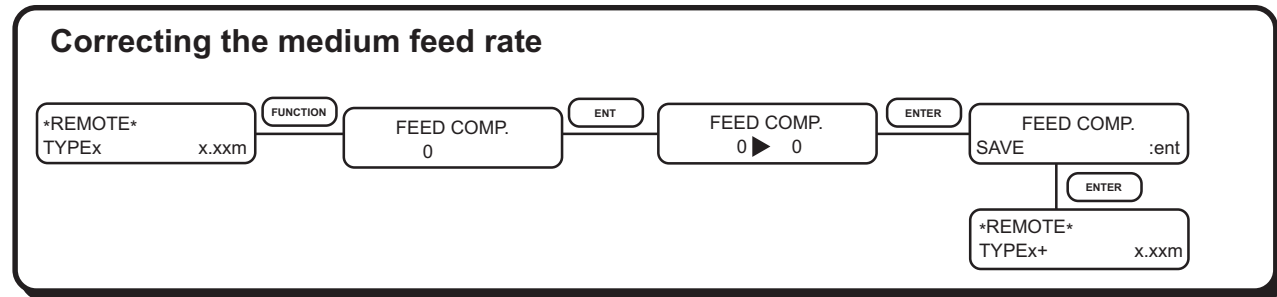 Correcting the medium feed rate
*REMOTE*
TYPEx x.xxm
FUNCTION
FEED COMP.
0
ENT
FEED COMP.
0 ▶ 0
ENTER
FEED COMP.
SAVE :ent
ENTER
*REMOTE*
TYPEx+ x.xxm